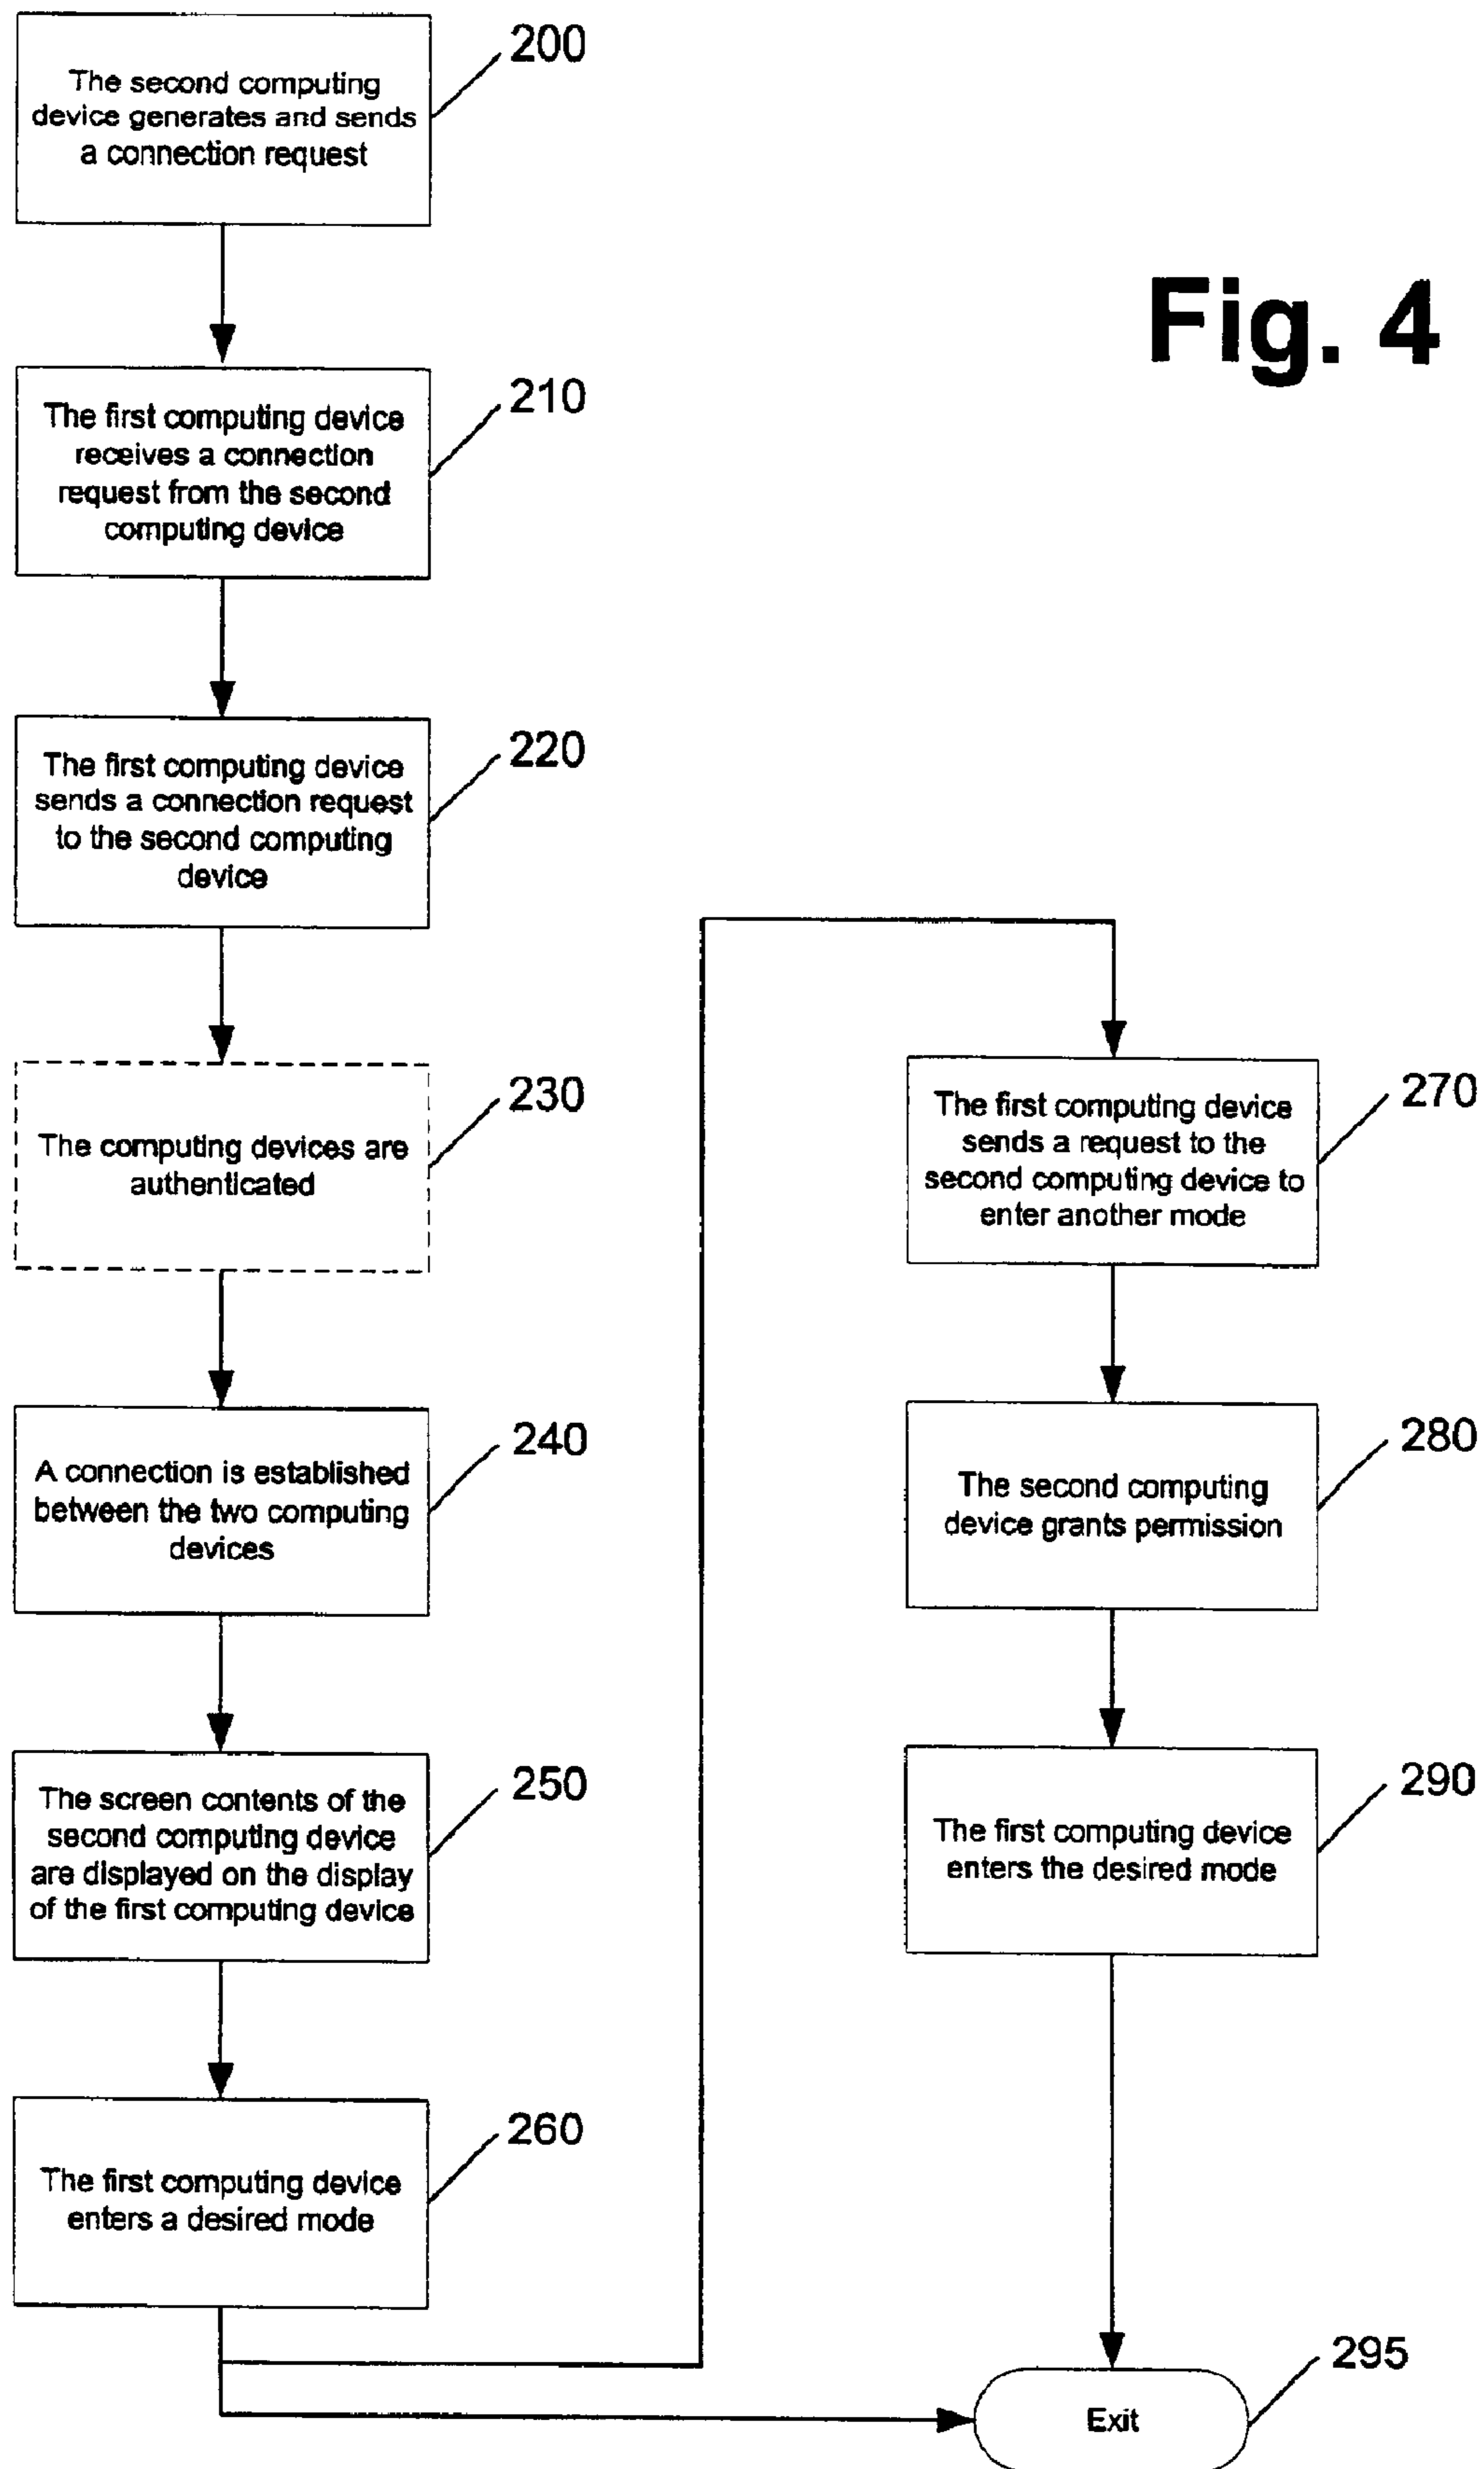 The second computing
device generates and sends
a connection request
200
Fig. 4
The first computing device
receives a connection
request from the second
computing device
210
The first computing device
sends a connection request
to the second computing
device
220
The computing devices are
authenticated
230
A connection is established
between the two computing
devices
240
The screen contents of the
second computing device
are displayed on the display
of the first computing device
250
The first computing device
enters a desired mode
260
The first computing device
sends a request to the
second computing device to
enter another mode
270
The second computing
device grants permission
280
The first computing device
enters the desired mode
290
Exit
295